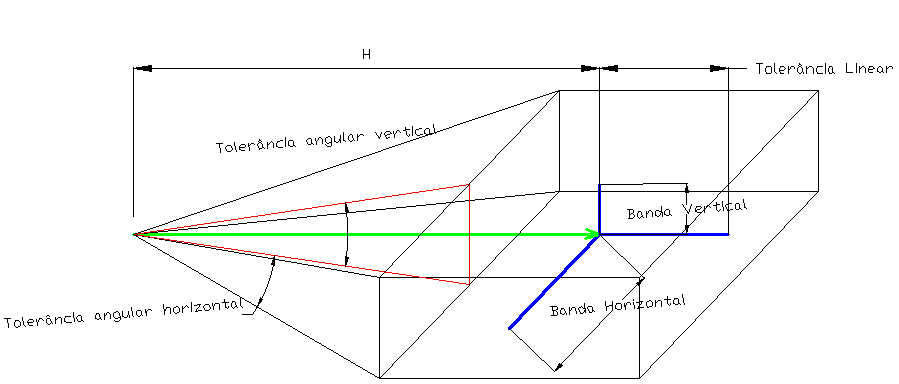 H
Tolerância Linear
Tolerância angular vertical
Banda Vertical
Tolerância angular horizontal
Banda Horizontal